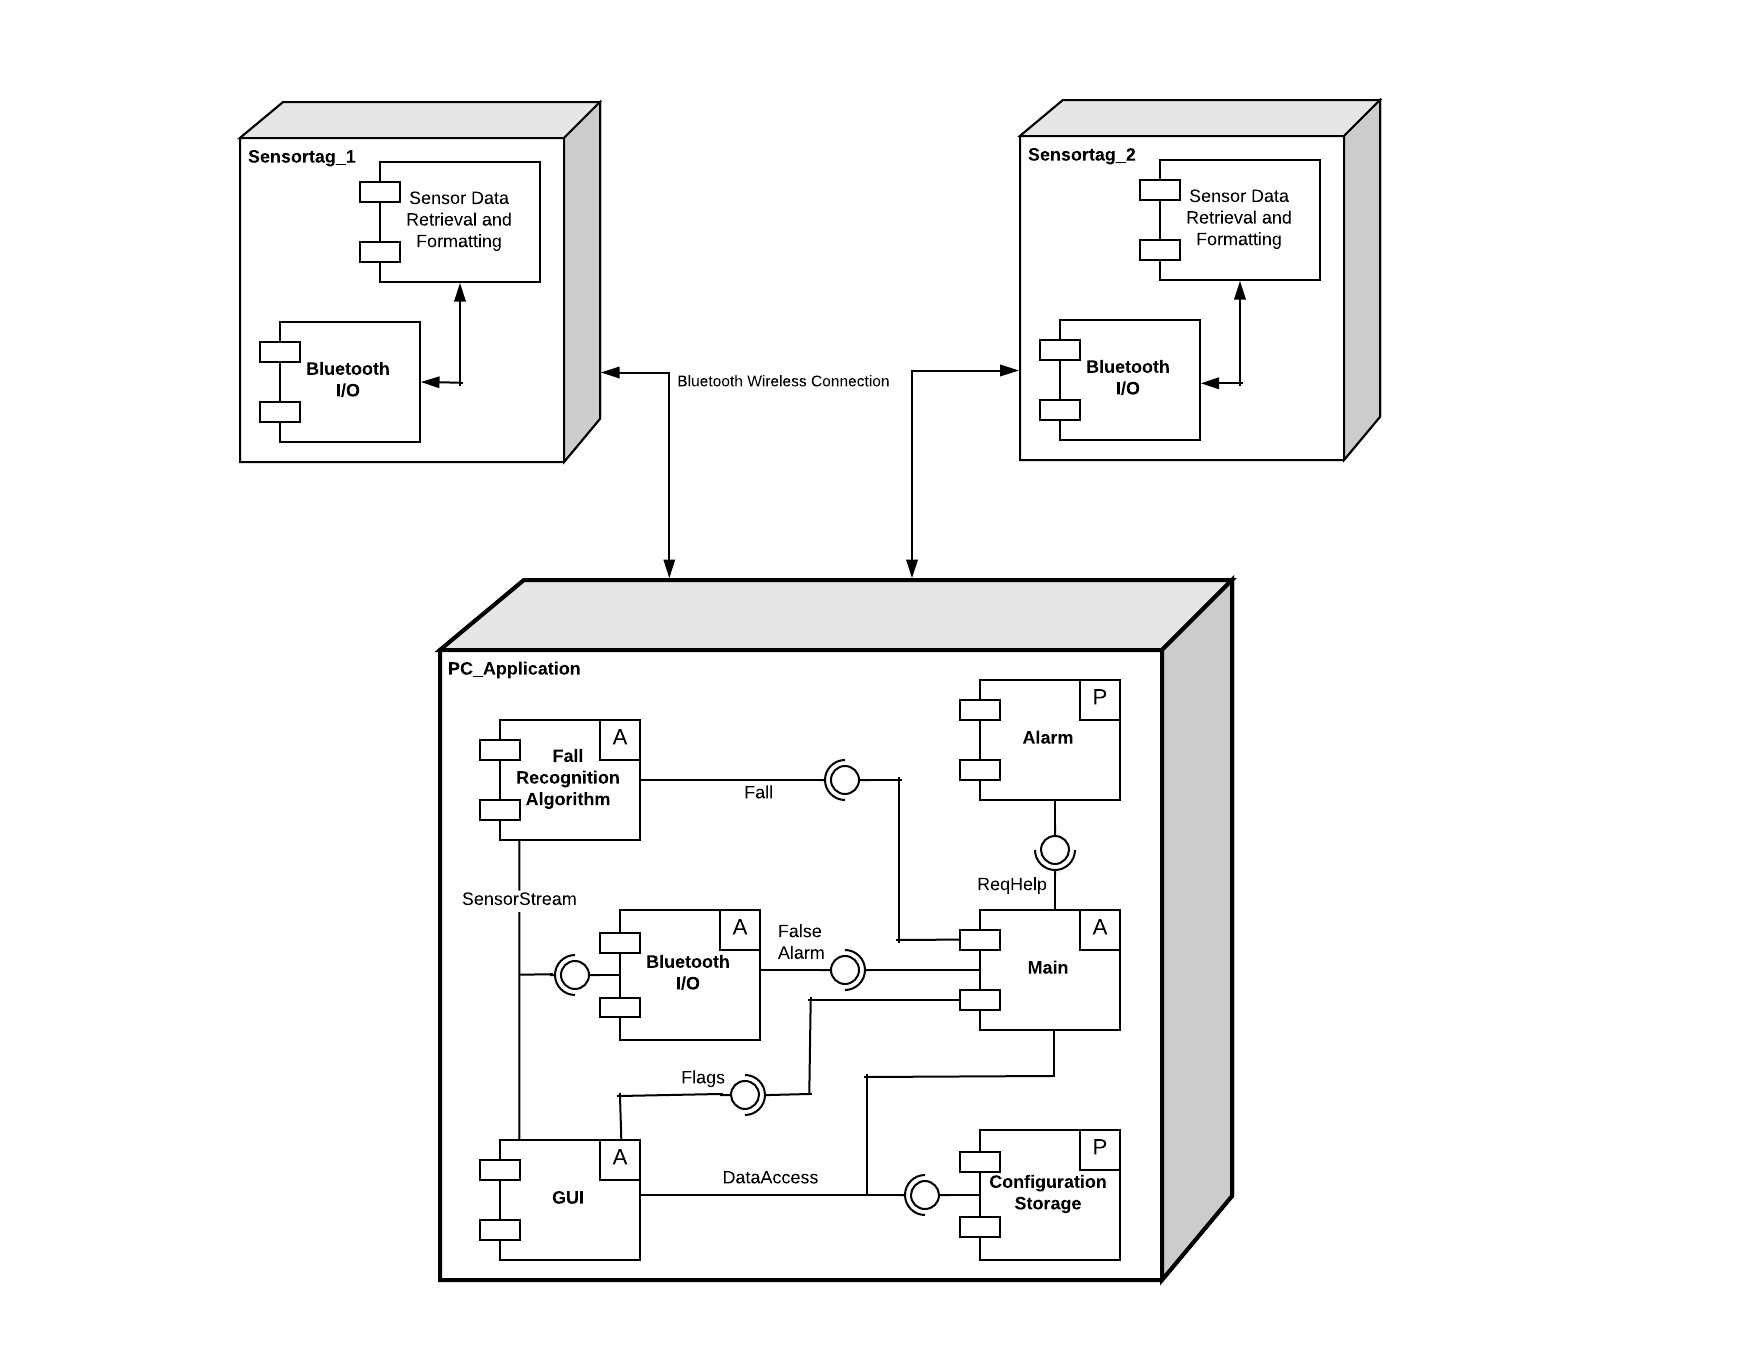 Sensortag_1
Sensor Data
Retrieval and
Formatting
Bluetooth
I/O
Sensortag_2
Sensor Data
Retrieval and
Formatting
Bluetooth
I/O
Bluetooth Wireless Connection
PC_Application
A
Fall
Recognition
Algorithm
Fall
P
Alarm
ReqHelp
SensorStream
A
Bluetooth
I/O
False
Alarm
A
Main
Flags
A
GUI
DataAccess
P
Configuration
Storage